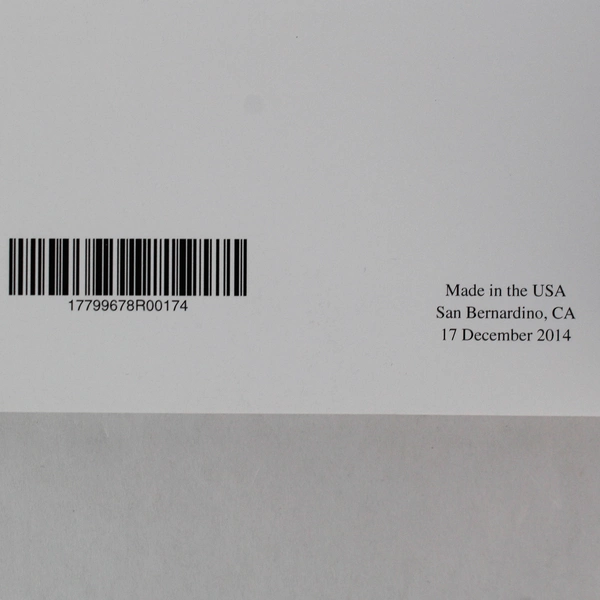 17799678R00174
Made in the USA
San Bernardino, CA
17 December 2014